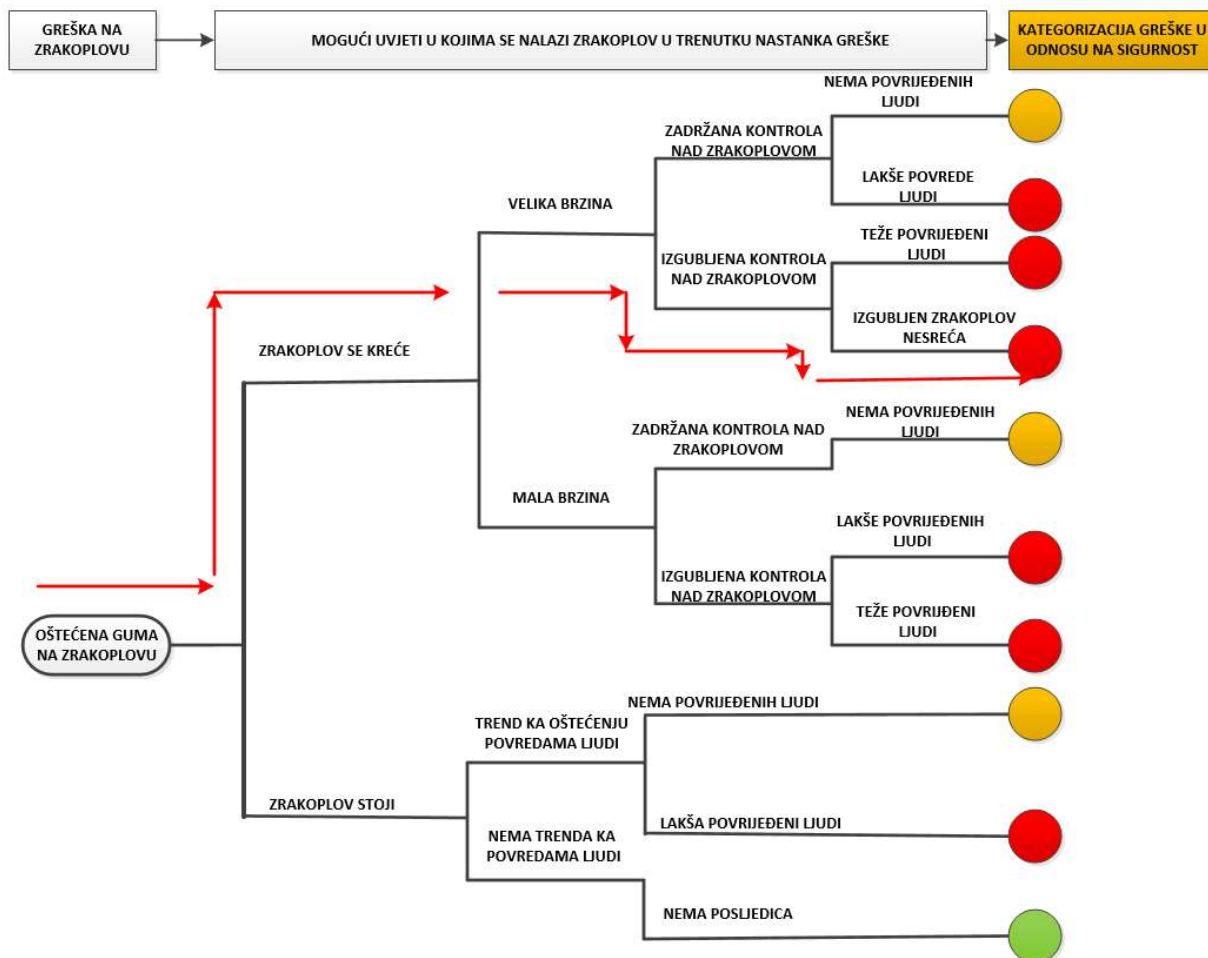 GREŠKA NA
ZRAKOPLOVU
MOGUĆI UVJETI U KOJIMA SE NALAZI ZRAKOPLOV U TRENUTKU NASTANKA GREŠKE
KATEGORIZACIJA GREŠKE U
ODNOSU NA SIGURNOST
NEMA POVRIJEĐENIH
LJUDI
ZADRŽANA KONTROLA
NAD ZRAKOPLOVOM
LAKŠE POVREDE
LJUDI
VELIKA BRZINA
TEŽE POVRIJEĐENI
LJUDI
IZGUBLJENA KONTROLA
NAD ZRAKOPLOVOM
IZGUBLJEN ZRAKOPLOV
NESREĆA
ZRAKOPLOV SE KREĆE
NEMA POVRIJEĐENIH
LJUDI
ZADRŽANA KONTROLA NAD
ZRAKOPLOVOM
MALA BRZINA
LAKŠE POVRIJEĐENIH
LJUDI
IZGUBLJENA KONTROLA
NAD ZRAKOPLOVOM
TEŽE POVRIJĐENI
LJUDI
OŠTEĆENA GUMA
NA ZRAKOPLOVU
NEMA POVRIJEĐENIH LJUDI
TREND KA OŠTEĆENJU
POVREDAMA LJUDI
ZRAKOPLOV STOJI
LAKŠA POVRIJEĐENI LJUDI
NEMA TRENDA KA
POVREDAMA LJUDI
NEMA POSLJEDICA